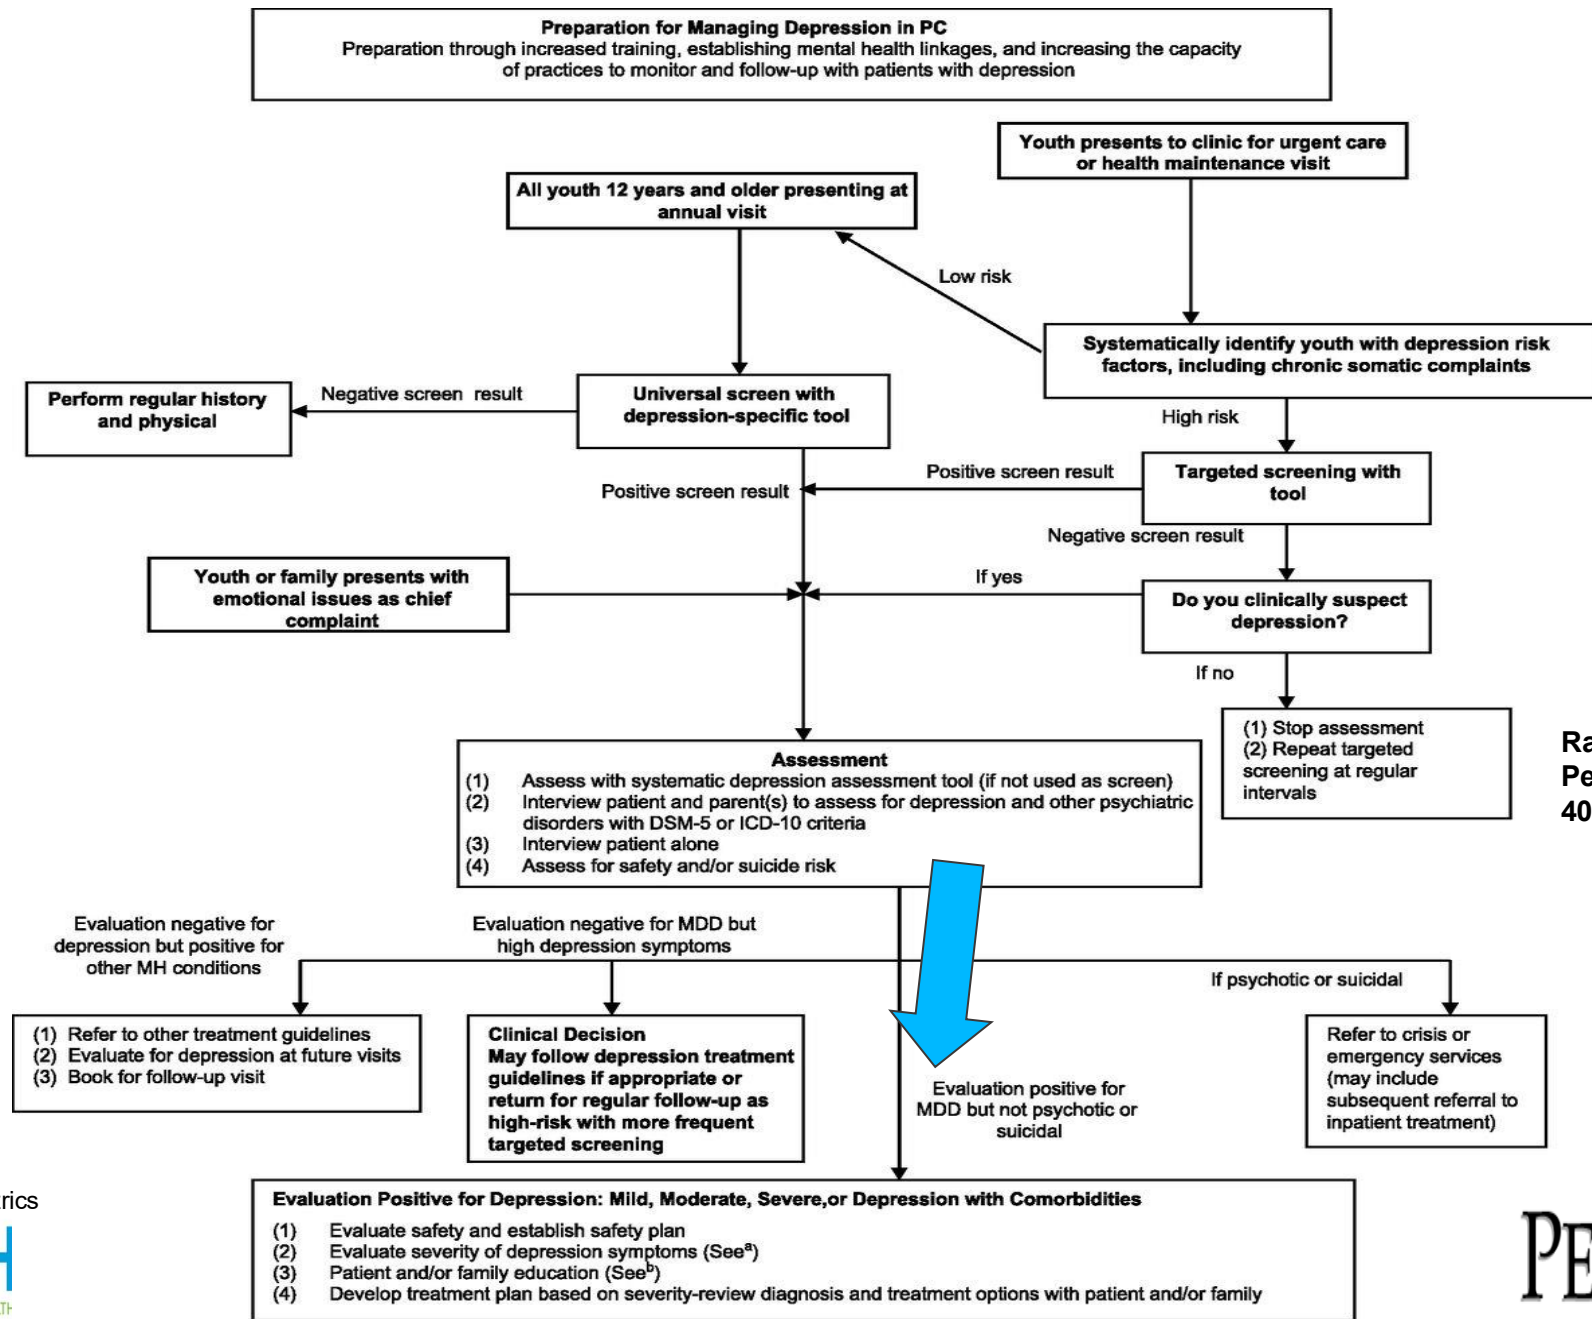 Preparation for Managing Depression in PC
Preparation through increased training, establishing mental health linkages, and increasing the capacity
of practices to monitor and follow-up with patients with depression
Youth presents to clinic for urgent care
or health maintenance visit
All youth 12 years and older presenting at
annual visit
Low risk
Systematically identify youth with depression risk
factors, including chronic somatic complaints
Perform regular history
and physical
Negative screen result
Universal screen with
depression-specific tool
High risk
Targeted screening with
tool
Positive screen result
Positive screen result
Negative screen result
Youth or family presents with
emotional issues as chief
complaint
If yes
Do you clinically suspect
depression?
If no
(1) Stop assessment
(2) Repeat targeted
screening at regular
intervals
Ra
Pe
40
Assessment
(1) Assess with systematic depression assessment tool (if not used as screen)
(2) Interview patient and parent(s) to assess for depression and other psychiatric
disorders with DSM-5 or ICD-10 criteria
(3) Interview patient alone
(4) Assess for safety and/or suicide risk
Evaluation negative for
depression but positive for
other MH conditions
Evaluation negative for MDD but
high depression symptoms
If psychotic or suicidal
(1) Refer to other treatment guidelines
(2) Evaluate for depression at future visits
(3) Book for follow-up visit
Clinical Decision
May follow depression treatment
guidelines if appropriate or
return for regular follow-up as
high-risk with more frequent
targeted screening
Evaluation positive for
MDD but not psychotic or
suicidal
Refer to crisis or
emergency services
(may include
subsequent referral to
inpatient treatment)
Evaluation Positive for Depression: Mild, Moderate, Severe,or Depression with Comorbidities
(1) Evaluate safety and establish safety plan
(2) Evaluate severity of depression symptoms (See^a)
(3) Patient and/or family education (See^b)
(4) Develop treatment plan based on severity-review diagnosis and treatment options with patient and/or family
trics
H
TH
PE